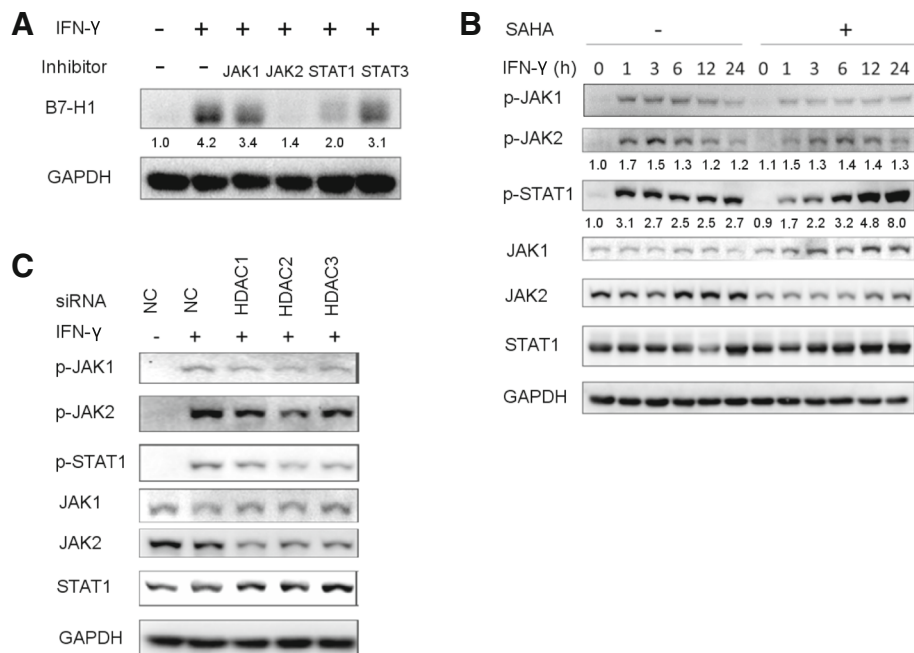 A
IFN-Y - + + + + +
Inhibitor - - JAK1 JAK2 STAT1 STAT3
B7-H1
1.0 4.2 3.4 1.4 2.0 3.1
GAPDH
B
SAHA - +
IFN-Y (h) 0 1 3 6 12 24 0 1 3 6 12 24
p-JAK1
p-JAK2
1.0 1.7 1.5 1.3 1.2 1.2 1.1 1.5 1.3 1.4 1.4 1.3
p-STAT1
1.0 3.1 2.7 2.5 2.5 2.7 0.9 1.7 2.2 3.2 4.8 8.0
JAK1
JAK2
STAT1
GAPDH
C
siRNA NC NC HDAC1 HDAC2 HDAC3
IFN-γ - + + + +
p-JAK1
p-JAK2
p-STAT1
JAK1
JAK2
STAT1
GAPDH